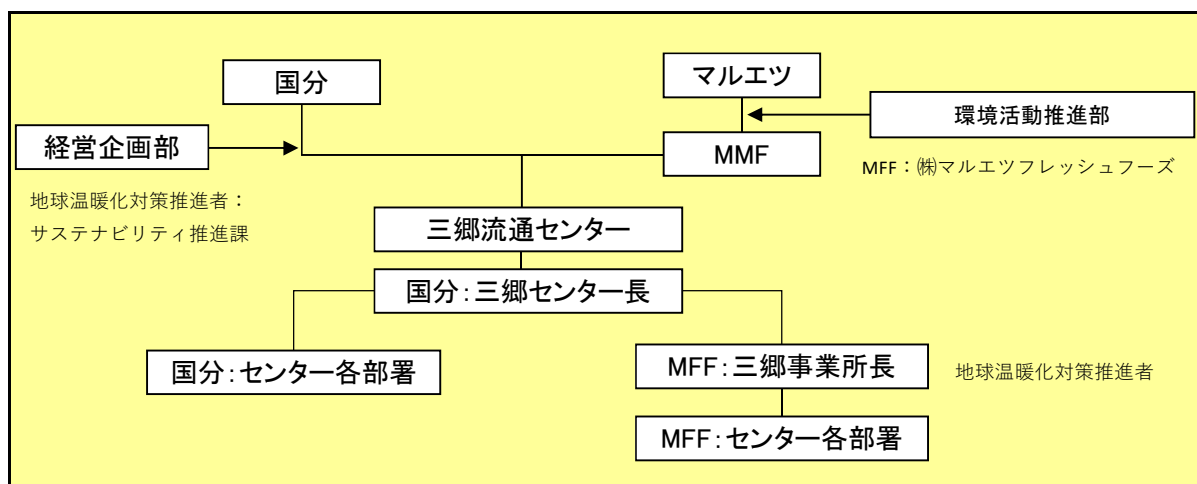 国分
マルエツ
経営企画部
環境活動推進部
MMF
MFF：㈱マルエツフレッシュフーズ
地球温暖化対策推進者：
サステナビリティ推進課
三郷流通センター
国分：三郷センター長
国分：センター各部署
MFF：三郷事業所長
地球温暖化対策推進者
MFF：センター各部署